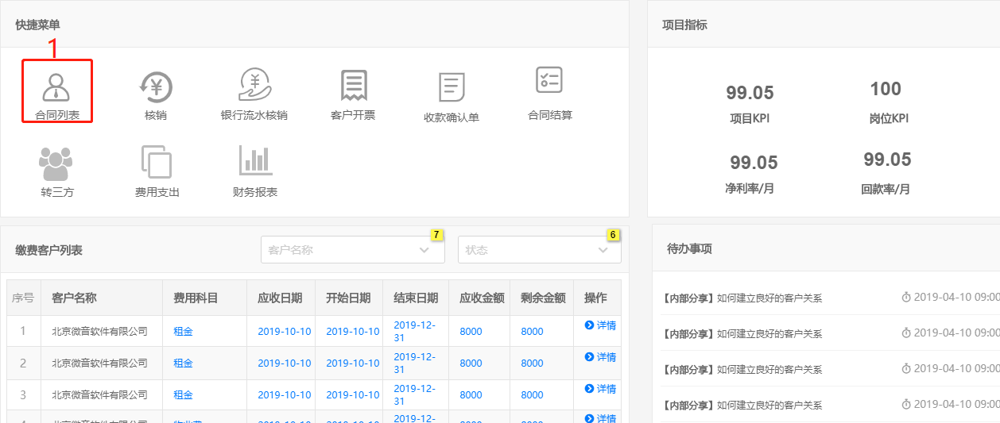 快捷菜单
项目指标
1
合同列表
核销
银行流水核销
客户开票
收款确认单
合同结算
转三方
费用支出
财务报表
99.05
100
项目KPI
岗位KPI
99.05
99.05
净利率/月
回款率/月
缴费客户列表
客户名称
7
状态
6
待办事项
序号 客户名称 费用科目 应收日期 开始日期 结束日期 应收金额 剩余金额 操作
1 北京微音软件有限公司 租金 2019-10-10 2019-10-10 2019-12-31 8000 8000 详情
2 北京微音软件有限公司 租金 2019-10-10 2019-10-10 2019-12-31 8000 8000 详情
3 北京微音软件有限公司 租金 2019-10-10 2019-10-10 2019-12-31 8000 8000 详情
2019-12- 详情
【内部分享】如何建立良好的客户关系 2019-04-10 09:00
【内部分享】如何建立良好的客户关系 2019-04-10 09:00
【内部分享】如何建立良好的客户关系 2019-04-10 09:00
【内部分享】如何建立良好的客户关系 2019-04-10 09:00